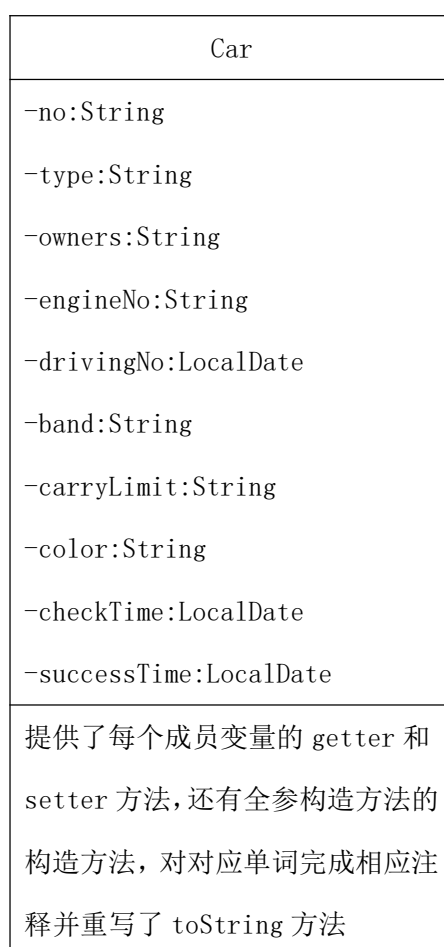 Car
-no:String
-type:String
-owners:String
-engineNo:String
-drivingNo:LocalDate
-band:String
-carryLimit:String
-color:String
-checkTime:LocalDate
-successTime:LocalDate
提供了每个成员变量的 getter 和
setter 方法，还有全参构造方法的
构造方法，对对应单词完成相应注
释并重写了 toString 方法